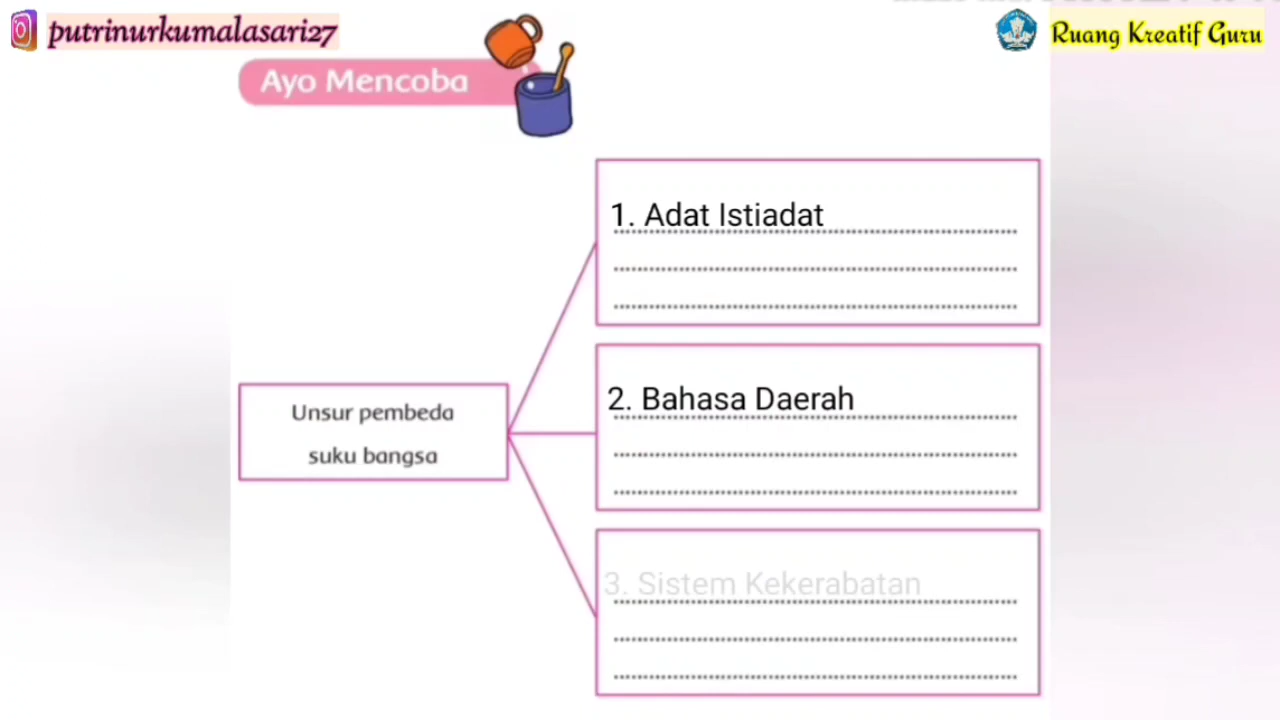 putrinurkumalasari27
Ruang Kreatif Guru
Ayo Mencoba
1. Adat Istiadat
2. Bahasa Daerah
Unsur pembeda
suku bangsa
3. Sistem Kekerabatan